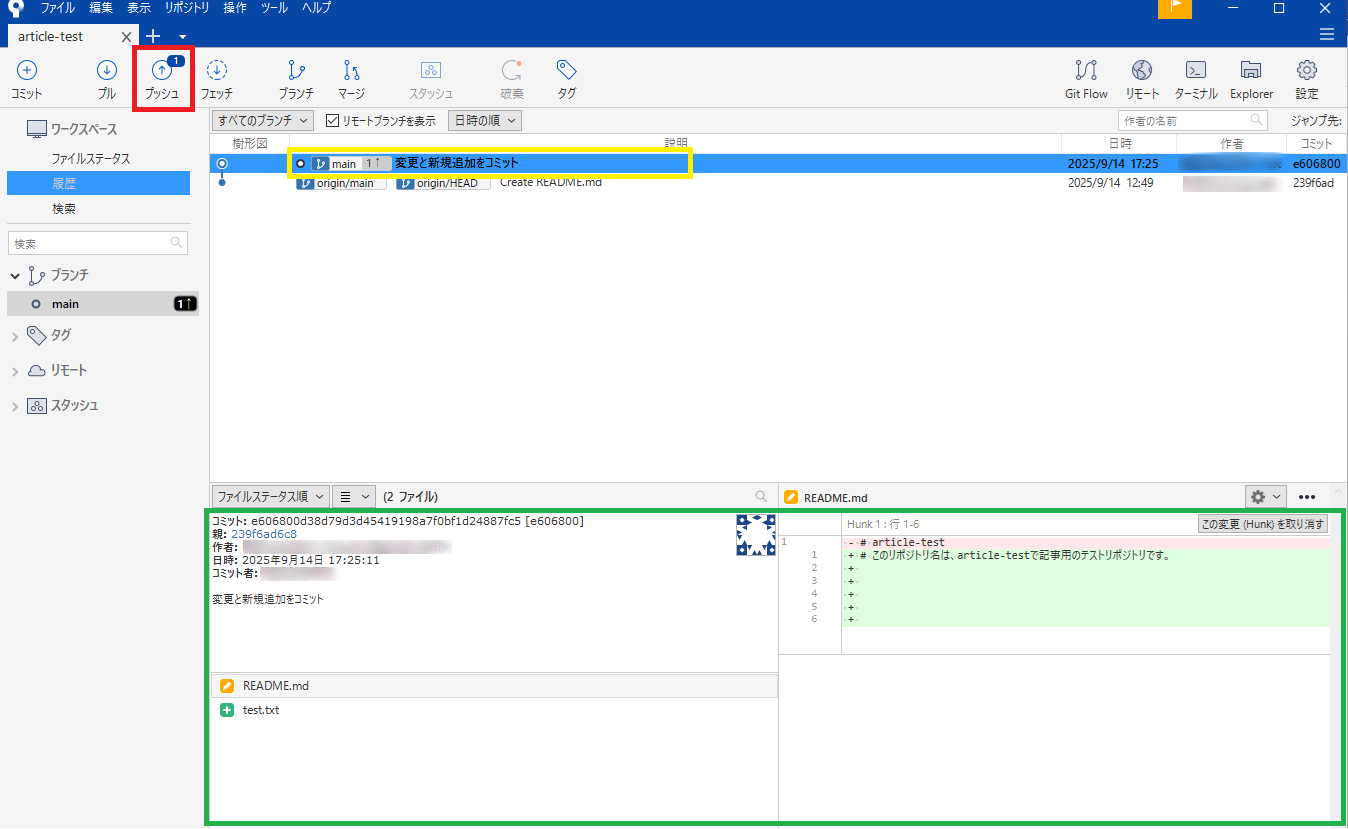 ファイル 編集 表示 リポジトリ 操作 ツール ヘルプ
article-test
コミット プル プッシュ 1 フェッチ ブランチ マージ スタッシュ 破棄 タグ Git Flow リモート ターミナル Explorer 設定
ワークスペース
ファイルステータス
履歴
検索
検索
ブランチ
main 1↑
タグ
リモート
スタッシュ
すべてのブランチ リモートブランチを表示 日時の順 作者の名前 ジャンプ先:
樹形図 説明 日時 作者 コミット
main 1↑ 変更と新規追加をコミット 2025/9/14 17:25 e606800
origin/main origin/HEAD Create README.md 2025/9/14 12:49 239f6ad
ファイルステータス順 (2 ファイル)
コミット: e606800d38d79d3d45419198a7f0bf1d24887fc5 [e606800]
親: 239f6ad6c8
作者:
日時: 2025年9月14日 17:25:11
コミット者:
変更と新規追加をコミット
README.md
test.txt
README.md
Hunk 1 : 行 1-6 この変更 (Hunk) を取り消す
1 - # article-test
1 + # このリポジトリ名は、article-testで記事用のテストリポジトリです。
2 +
3 +
4 +
5 +
6 +